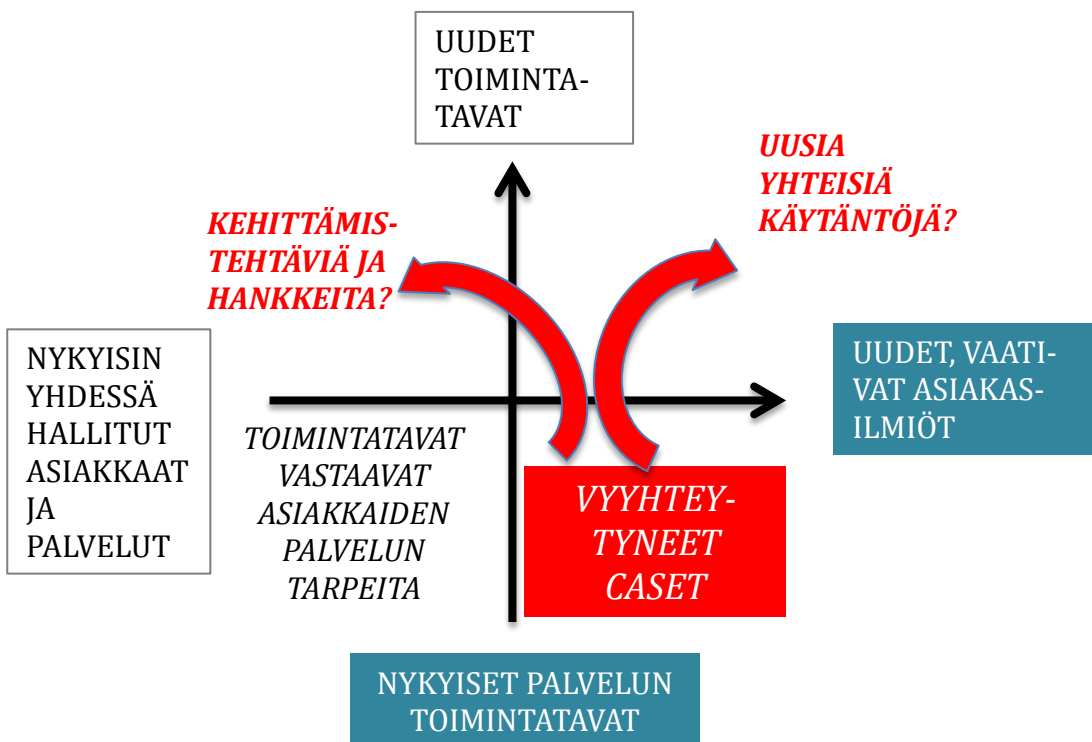 UUDET
TOIMINTA-
TAVAT
UUSIA
YHTEISIÄ
KÄYTÄNTÖJÄ?
KEHITTÄMIS-
TEHTÄVIÄ JA
HANKKEITA?
NYKYISIN
YHDESSÄ
HALLITUT
ASIAKKAAT
JA
PALVELUT
UUDET, VAATI-
VAT ASIAKAS-
ILMIÖT
TOIMINTATAVAT
VASTAAVAT
ASIAKKAIDEN
PALVELUN
TARPEITA
VYYHTEY-
TYNEET
CASET
NYKYISET PALVELUN
TOIMINTATAVAT